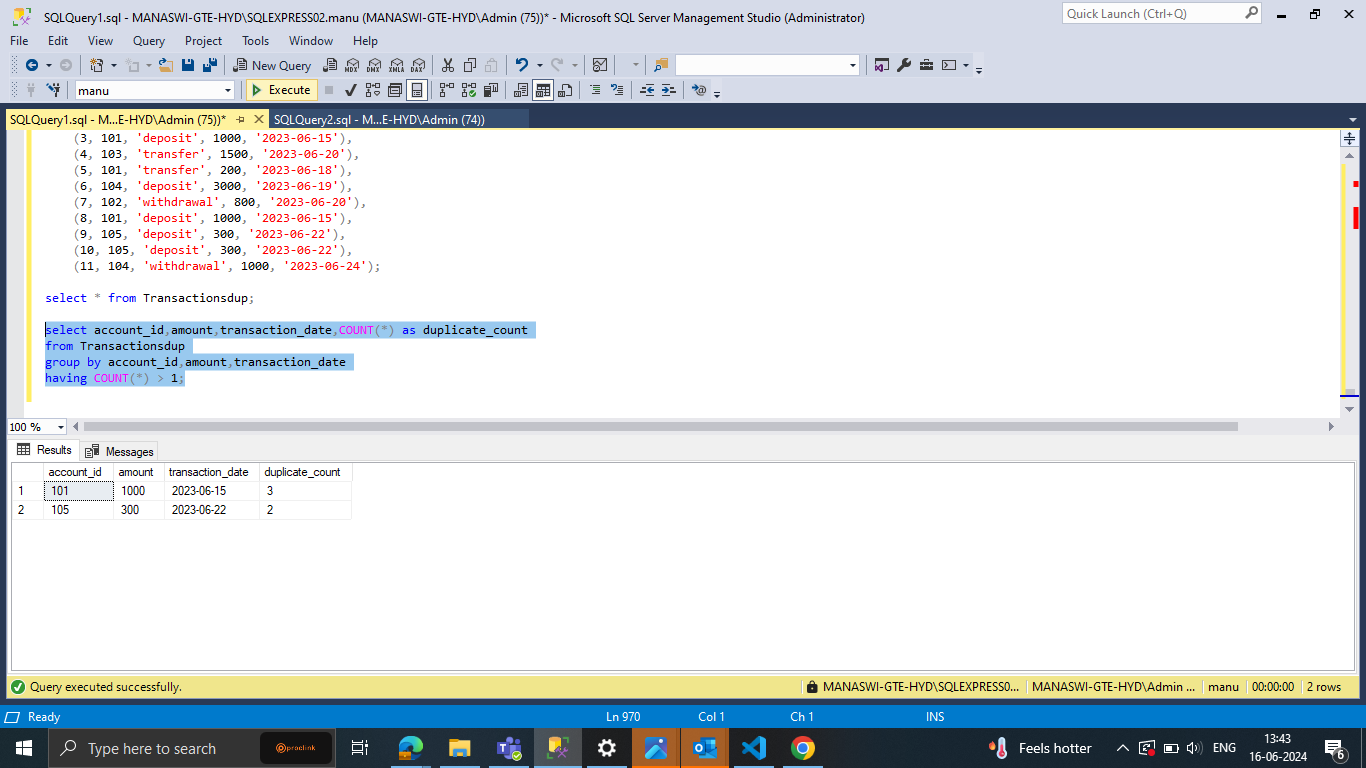 SQLQuery1.sql - MANASWI-GTE-HYD\SQLEXPRESS02.manu (MANASWI-GTE-HYD\Admin (75))* - Microsoft SQL Server Management Studio (Administrator)
Quick Launch (Ctrl+Q)
File Edit View Query Project Tools Window Help
New Query
MDX DMX XMLA DAX
manu
Execute
SQLQuery1.sql - M...E-HYD\Admin (75))*
SQLQuery2.sql - M...E-HYD\Admin (74))
(3, 101, 'deposit', 1000, '2023-06-15'),
(4, 103, 'transfer', 1500, '2023-06-20'),
(5, 101, 'transfer', 200, '2023-06-18'),
(6, 104, 'deposit', 3000, '2023-06-19'),
(7, 102, 'withdrawal', 800, '2023-06-20'),
(8, 101, 'deposit', 1000, '2023-06-15'),
(9, 105, 'deposit', 300, '2023-06-22'),
(10, 105, 'deposit', 300, '2023-06-22'),
(11, 104, 'withdrawal', 1000, '2023-06-24');
select * from Transactionsdup;
select account_id,amount,transaction_date,COUNT(*) as duplicate_count
from Transactionsdup
group by account_id,amount,transaction_date
having COUNT(*) > 1;
100 %
Results Messages
account_id amount transaction_date duplicate_count
1 101 1000 2023-06-15 3
2 105 300 2023-06-22 2
Query executed successfully.
MANASWI-GTE-HYD\SQLEXPRESS0... MANASWI-GTE-HYD\Admin ... manu 00:00:00 2 rows
Ready
Ln 970 Col 1 Ch 1 INS
Type here to search
proclink
Feels hotter
ENG
13:43
16-06-2024
6